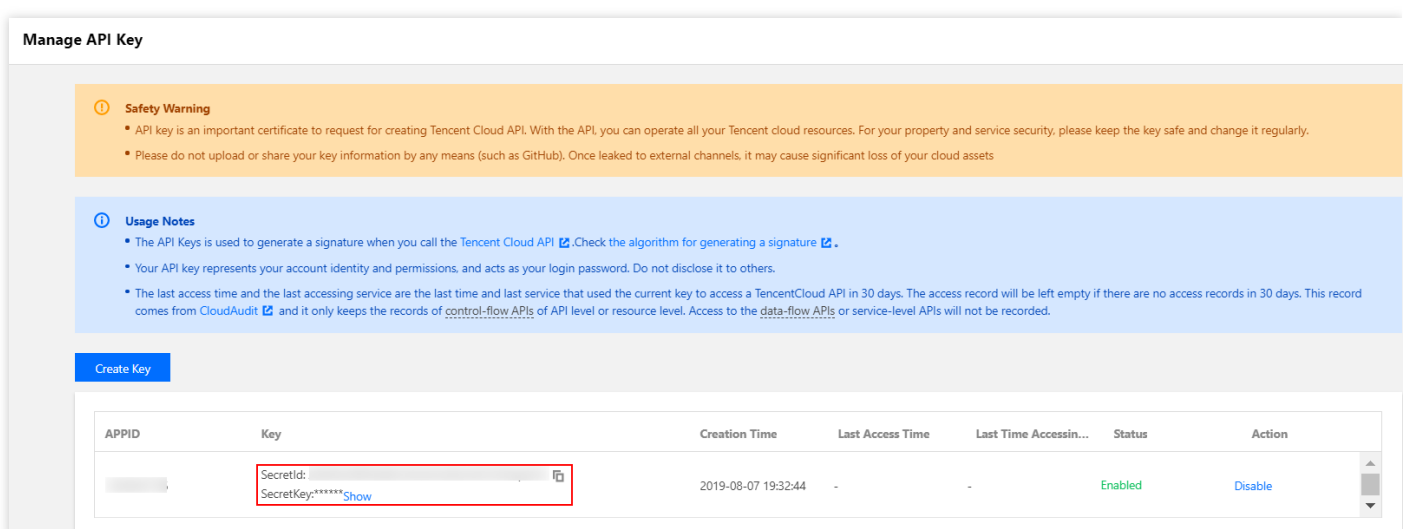 Manage API Key
Safety Warning
• API key is an important certificate to request for creating Tencent Cloud API. With the API, you can operate all your Tencent cloud resources. For your property and service security, please keep the key safe and change it regularly.
• Please do not upload or share your key information by any means (such as GitHub). Once leaked to external channels, it may cause significant loss of your cloud assets
Usage Notes
• The API Keys is used to generate a signature when you call the Tencent Cloud API .Check the algorithm for generating a signature .
• Your API key represents your account identity and permissions, and acts as your login password. Do not disclose it to others.
• The last access time and the last accessing service are the last time and last service that used the current key to access a TencentCloud API in 30 days. The access record will be left empty if there are no access records in 30 days. This record
comes from CloudAudit and it only keeps the records of control-flow APIs of API level or resource level. Access to the data-flow APIs or service-level APIs will not be recorded.
Create Key
APPID Key Creation Time Last Access Time Last Time Accessin... Status Action
SecretId:
SecretKey:******Show
2019-08-07 19:32:44 - - Enabled Disable